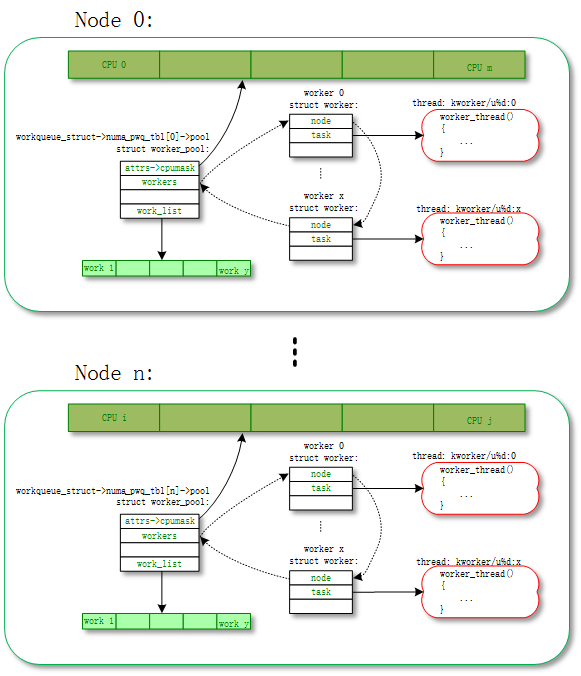 Node 0:
CPU 0
CPU m
worker 0
struct worker:
thread: kworker/u%d:0
node
task
worker_thread()
{
...
}
workqueue_struct->numa_pwq_tbl[0]->pool
struct worker_pool:
attrs->cpumask
workers
work_list
worker x
struct worker:
thread: kworker/u%d:x
node
task
worker_thread()
{
...
}
work 1
work y
Node n:
CPU i
CPU j
worker 0
struct worker:
thread: kworker/u%d:0
node
task
worker_thread()
{
...
}
workqueue_struct->numa_pwq_tbl[n]->pool
struct worker_pool:
attrs->cpumask
workers
work_list
worker x
struct worker:
thread: kworker/u%d:x
node
task
worker_thread()
{
...
}
work 1
work y